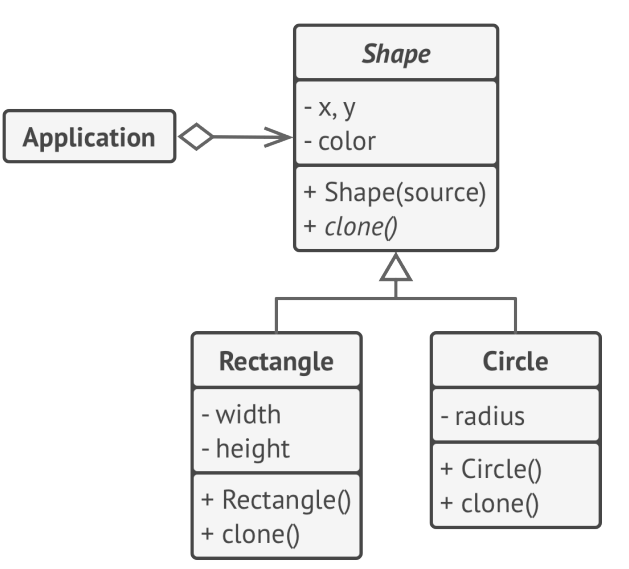 Shape
- x, y
- color
+ Shape(source)
+ clone()
Application
Rectangle
- width
- height
+ Rectangle()
+ clone()
Circle
- radius
+ Circle()
+ clone()